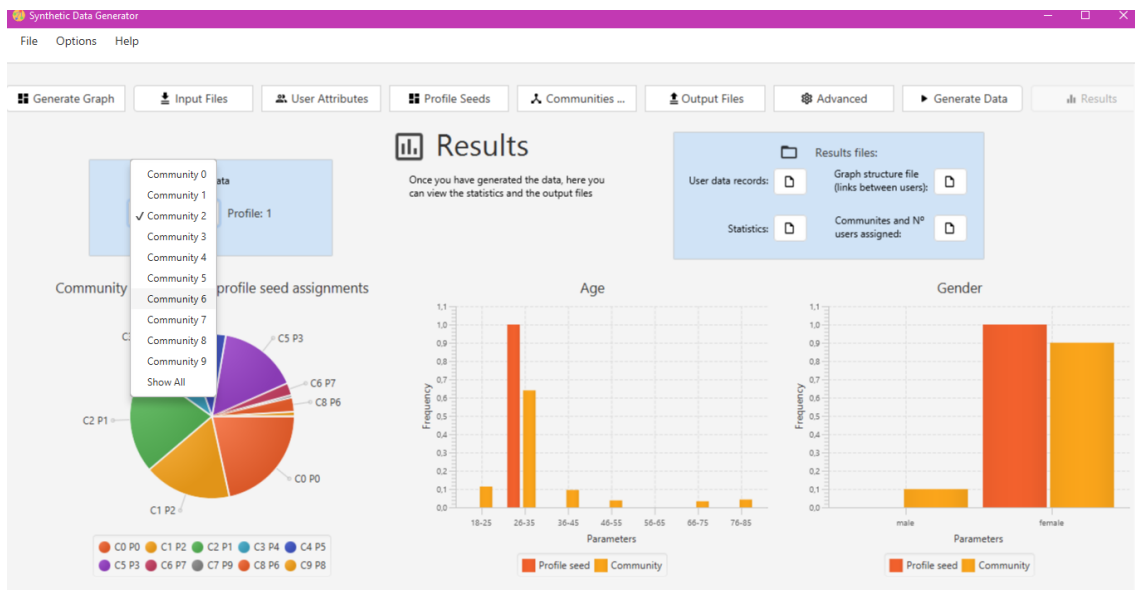 Synthetic Data Generator
File Options Help
Generate Graph Input Files User Attributes Profile Seeds Communities ... Output Files Advanced Generate Data Results
Results
Once you have generated the data, here you
can view the statistics and the output files
Results files:
User data records:
Graph structure file
(links between users):
Statistics:
Communites and Nº
users assigned:
ata
Profile: 1
Community 0
Community 1
✓ Community 2
Community 3
Community 4
Community 5
Community 6
Community 7
Community 8
Community 9
Show All
Community
profile seed assignments
C5 P3
C6 P7
C8 P6
C0 P0
C1 P2
C2 P1
C0 P0 C1 P2 C2 P1 C3 P4 C4 P5
C5 P3 C6 P7 C7 P9 C8 P6 C9 P8
Age
Frequency
1,1
1,0
0,9
0,8
0,7
0,6
0,5
0,4
0,3
0,2
0,1
0,0
18-25 26-35 36-45 46-55 56-65 66-75 76-85
Parameters
Profile seed Community
Gender
Frequency
1,1
1,0
0,9
0,8
0,7
0,6
0,5
0,4
0,3
0,2
0,1
0,0
male female
Parameters
Profile seed Community